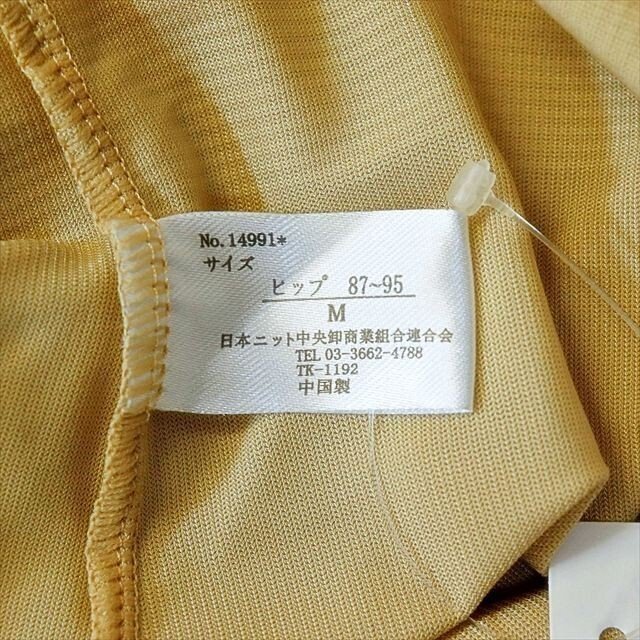 No.14991*
サイズ
ヒップ 87~95
M
日本ニット中央卸商業組合連合会
TEL 03-3662-4788
TK-1192
中国製